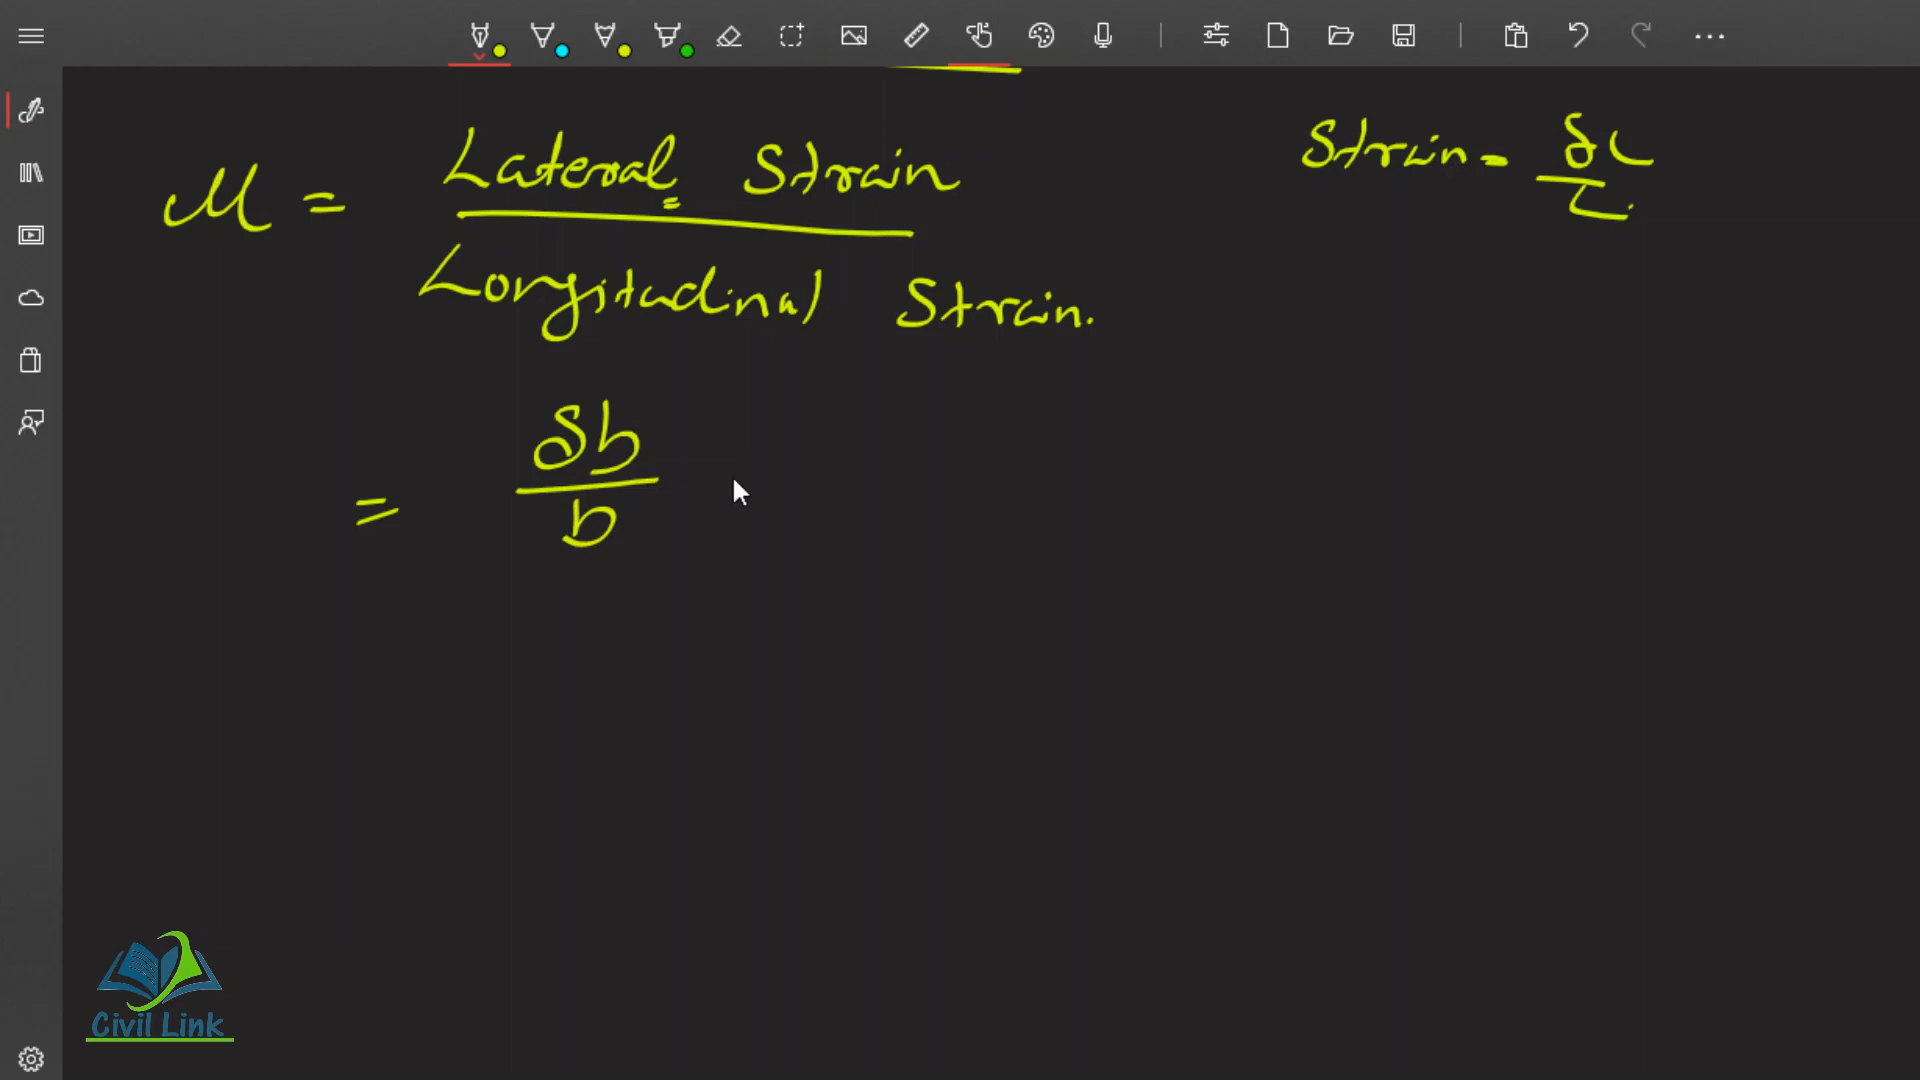 μ = Lateral Strain / Longitudinal Strain.
Strain = δL / L.
= δb / b
Civil Link